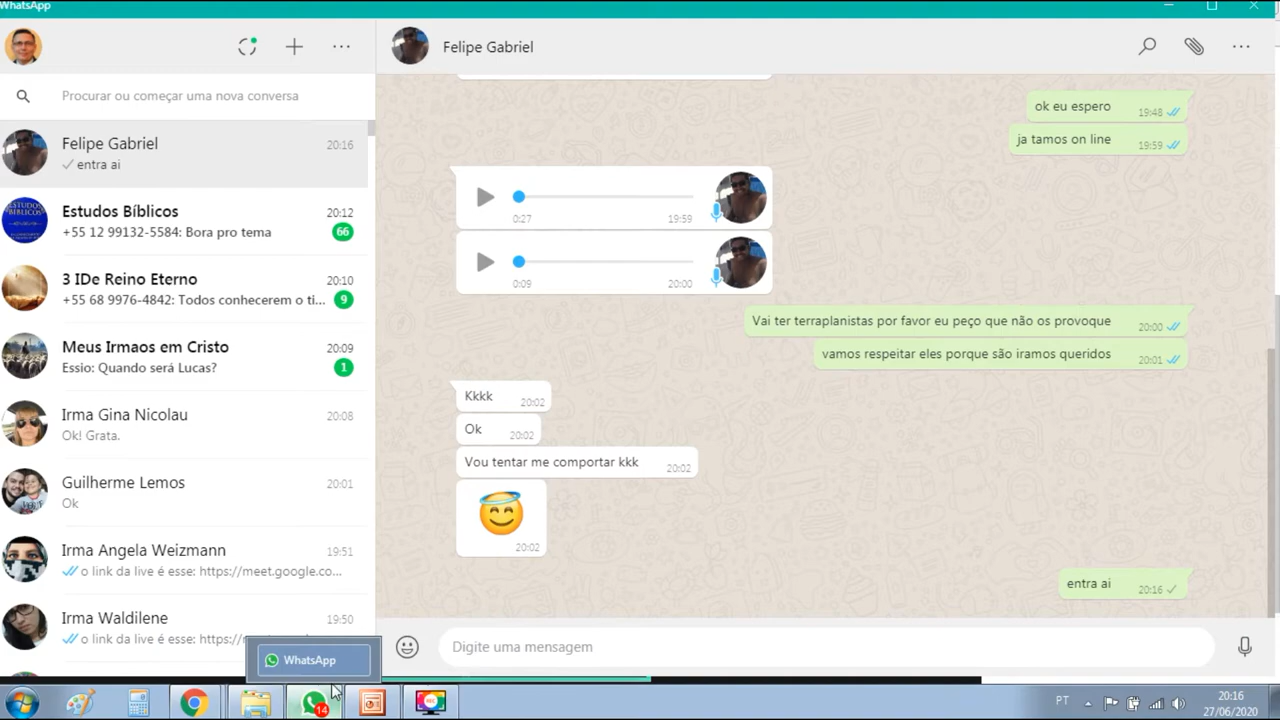 WhatsApp
Procurar ou começar uma nova conversa
Felipe Gabriel 20:16
entra ai
Estudos Bíblicos 20:12
+55 12 99132-5584: Bora pro tema 66
3 IDe Reino Eterno 20:10
+55 68 9976-4842: Todos conhecerem o ti... 9
Meus Irmaos em Cristo 20:09
Essio: Quando será Lucas? 1
Irma Gina Nicolau 20:08
Ok! Grata.
Guilherme Lemos 20:01
Ok
Irma Angela Weizmann 19:51
o link da live é esse: https://meet.google.co...
Irma Waldilene 19:50
o link da live é esse: https://
Felipe Gabriel
ok eu espero 19:48
ja tamos on line 19:59
0:27 19:59
0:09 20:00
Vai ter terraplanistas por favor eu peço que não os provoque 20:00
vamos respeitar eles porque são iramos queridos 20:01
Kkkk 20:02
Ok 20:02
Vou tentar me comportar kkk 20:02
20:02
entra ai 20:16
Digite uma mensagem
WhatsApp
14
REC
PT
20:16
27/06/2020